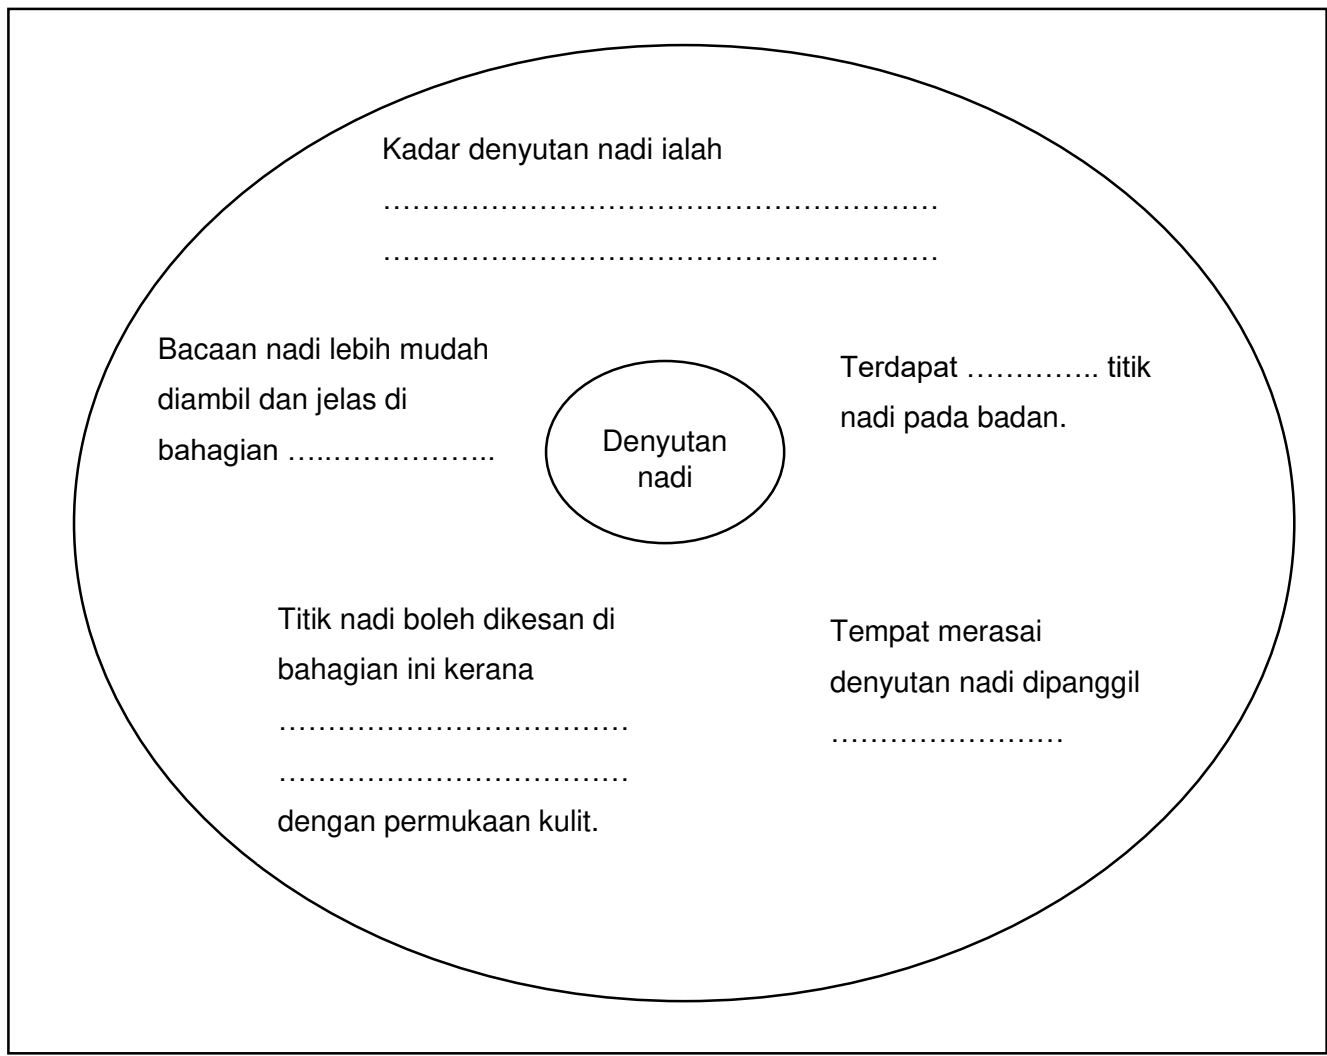 Kadar denyutan nadi ialah
…………………………………………………
…………………………………………………
Bacaan nadi lebih mudah
diambil dan jelas di
bahagian …..……………..
Terdapat ………….. titik
nadi pada badan.
Denyutan
nadi
Titik nadi boleh dikesan di
bahagian ini kerana
………………………………
………………………………
dengan permukaan kulit.
Tempat merasai
denyutan nadi dipanggil
……………………